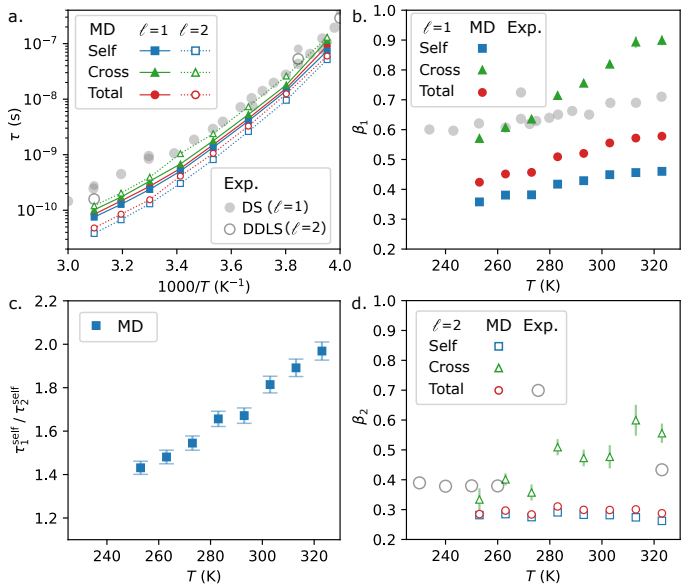 a.
MD ℓ=1 ℓ=2
Self
Cross
Total
Exp.
DS (ℓ=1)
DDLS(ℓ=2)
10⁻⁷
10⁻⁸
10⁻⁹
10⁻¹⁰
τ (s)
3.0 3.2 3.4 3.6 3.8 4.0
1000/T (K⁻¹)
b.
ℓ=1 MD Exp.
Self
Cross
Total
1.0
0.9
0.8
0.7
0.6
0.5
0.4
0.3
0.2
β₁
240 260 280 300 320
T (K)
c.
MD
2.2
2.0
1.8
1.6
1.4
1.2
τ₁ˢᵉˡᶠ / τ₂ˢᵉˡᶠ
240 260 280 300 320
T (K)
d.
ℓ=2 MD Exp.
Self
Cross
Total
1.0
0.9
0.8
0.7
0.6
0.5
0.4
0.3
0.2
β₂
240 260 280 300 320
T (K)